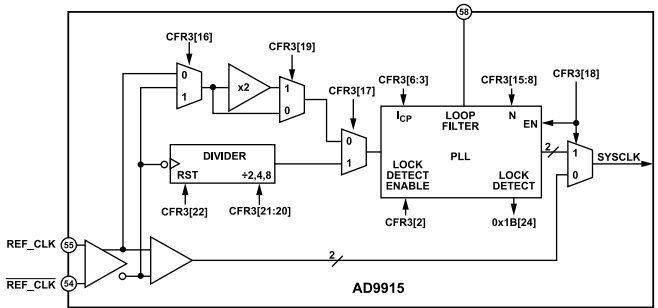 58
CFR3[16]
CFR3[19]
0
1
x2
1
0
CFR3[17]
CFR3[6:3]
CFR3[15:8]
CFR3[18]
ICP
LOOP
FILTER
N
EN
0
1
PLL
2
1
0
SYSCLK
DIVIDER
RST
÷2,4,8
LOCK
DETECT
ENABLE
LOCK
DETECT
CFR3[22]
CFR3[21:20]
CFR3[2]
0x1B[24]
REF_CLK
55
REF_CLK
54
2
AD9915